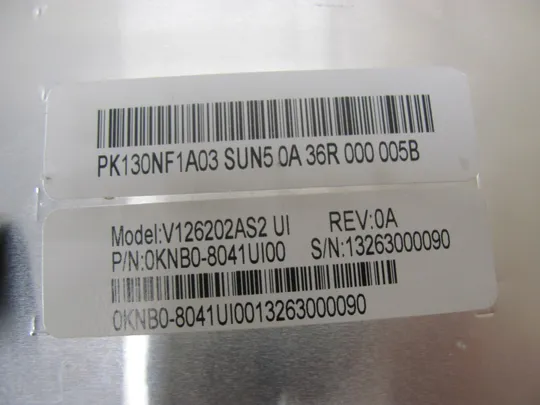 PK130NF1A03 SUN5 0A 36R 000 005B
Model:V126202AS2 UI REV:0A
P/N:0KNB0-8041UI00 S/N:13263000090
0KNB0-8041UI0013263000090